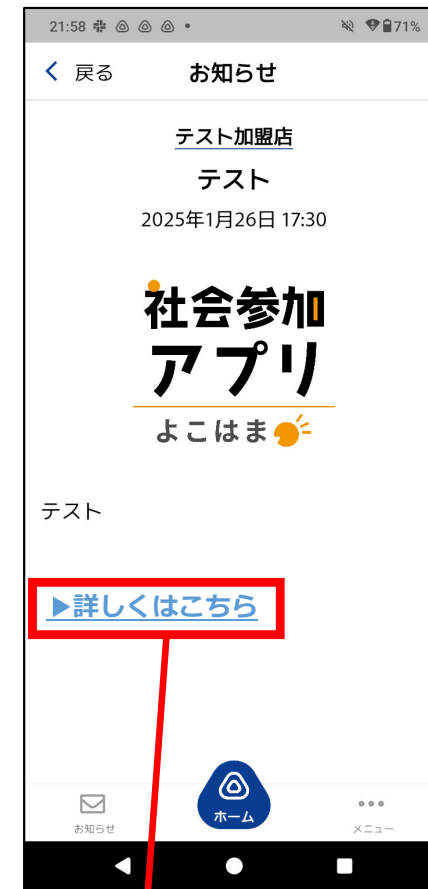 21:58 71%
戻る お知らせ
テスト加盟店
テスト
2025年1月26日 17:30
社会参加
アプリ
よこはま
テスト
▶詳しくはこちら
お知らせ ホーム メニュー